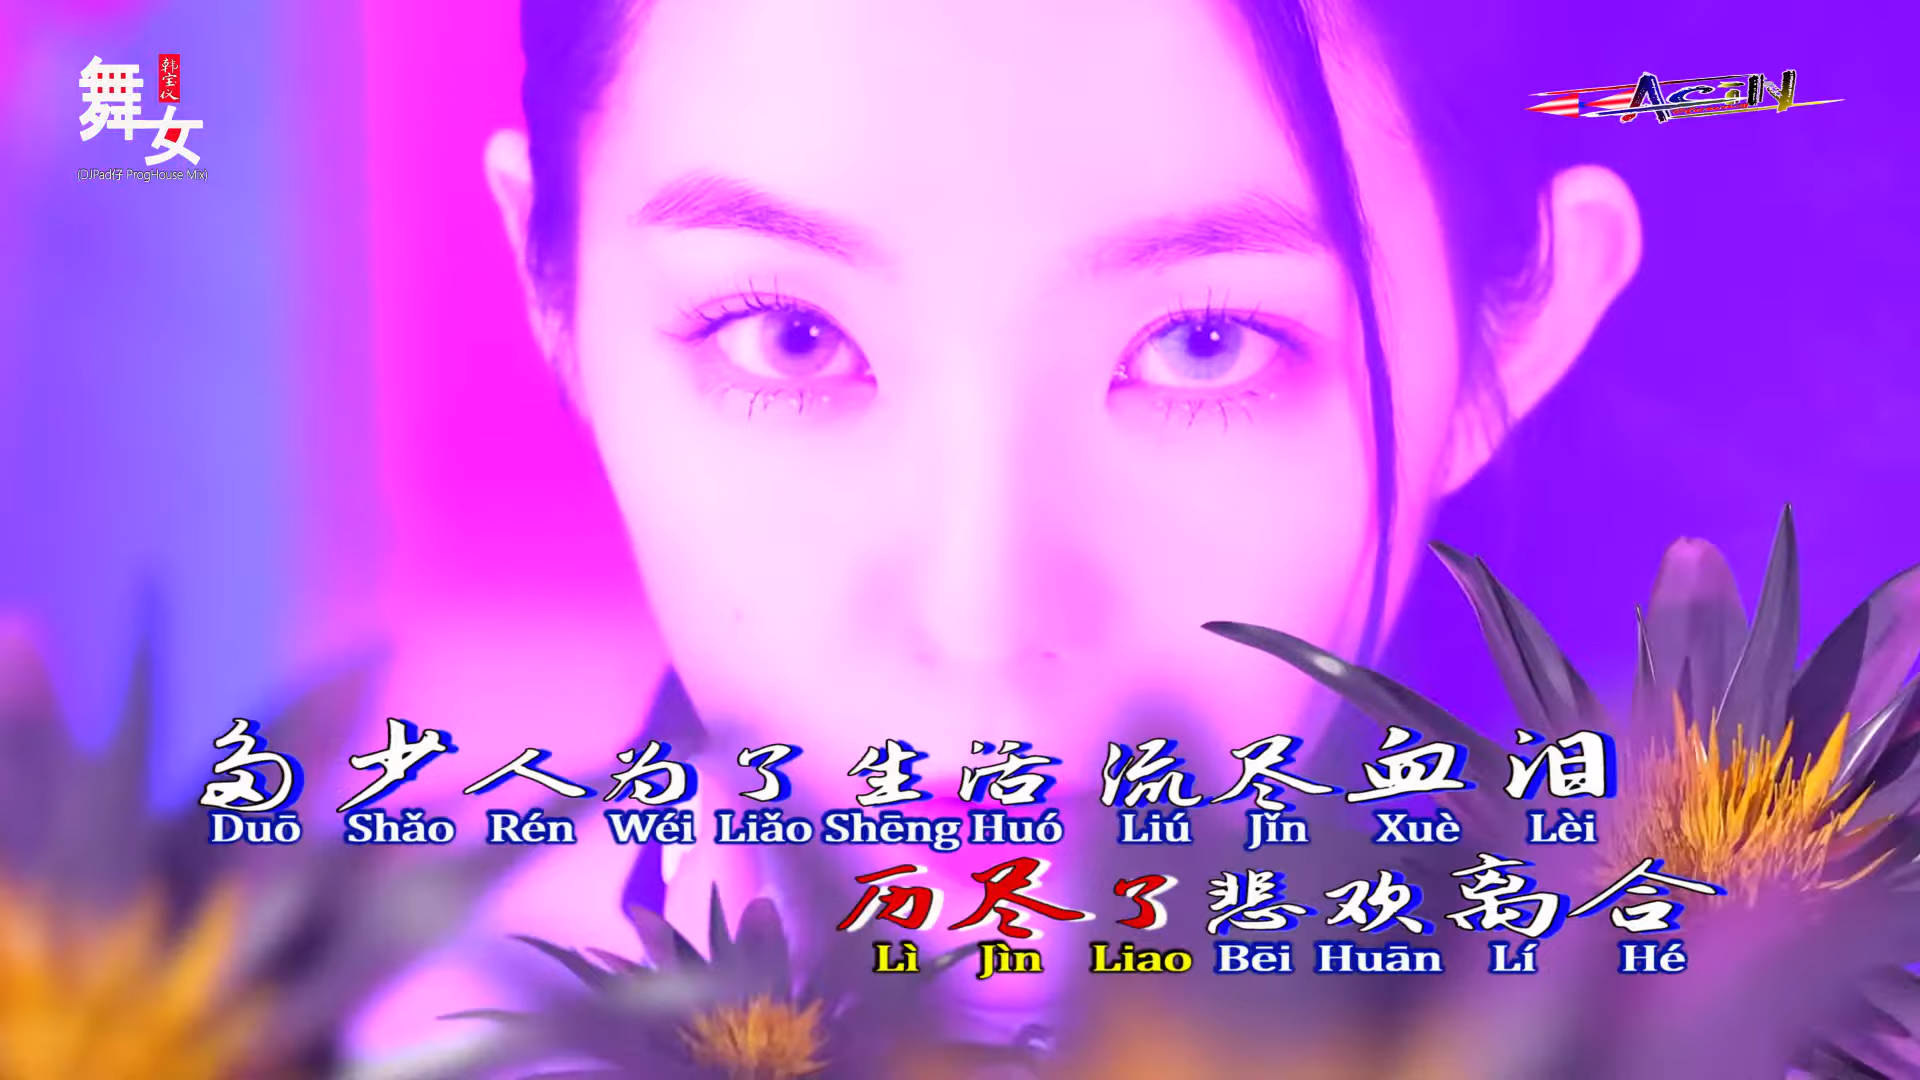 舞女
韩宝仪
(DJPad仔 ProgHouse Mix)
ACaiN
多少人为了生活流尽血泪
Duō Shǎo Rén Wéi Liǎo Shēng Huó Liú Jǐn Xuè Lèi
历尽了悲欢离合
Lì Jìn Liao Bēi Huān Lí Hé